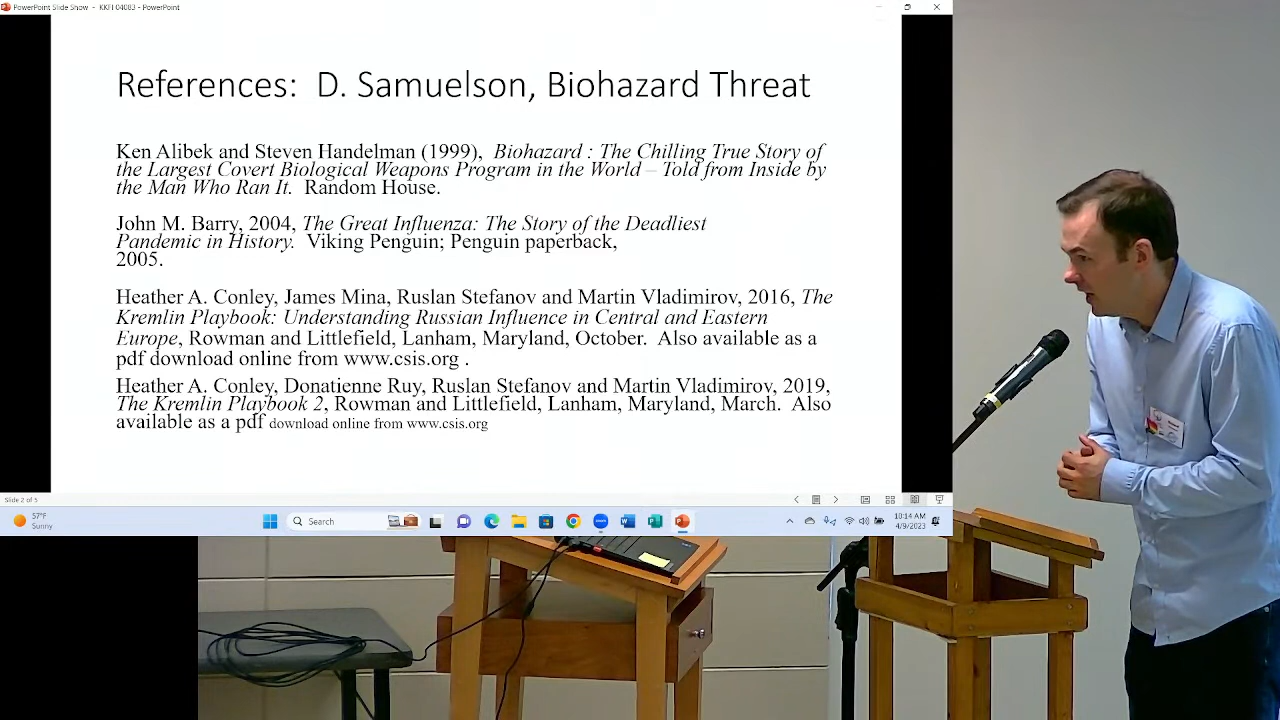 PowerPoint Slide Show - KKFI 04083 - PowerPoint
References: D. Samuelson, Biohazard Threat
Ken Alibek and Steven Handelman (1999), Biohazard : The Chilling True Story of
the Largest Covert Biological Weapons Program in the World – Told from Inside by
the Man Who Ran It. Random House.
John M. Barry, 2004, The Great Influenza: The Story of the Deadliest
Pandemic in History. Viking Penguin; Penguin paperback,
2005.
Heather A. Conley, James Mina, Ruslan Stefanov and Martin Vladimirov, 2016, The
Kremlin Playbook: Understanding Russian Influence in Central and Eastern
Europe, Rowman and Littlefield, Lanham, Maryland, October. Also available as a
pdf download online from www.csis.org .
Heather A. Conley, Donatienne Ruy, Ruslan Stefanov and Martin Vladimirov, 2019,
The Kremlin Playbook 2, Rowman and Littlefield, Lanham, Maryland, March. Also
available as a pdf download online from www.csis.org
Slide 2 of 5
57°F
Sunny
Search
10:14 AM
4/9/2023